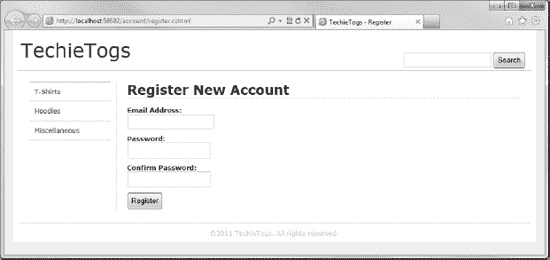 http://localhost:58602/account/register.cshtml
TechieTogs - Register
TechieTogs
Search
T-Shirts
Hoodies
Miscellaneous
Register New Account
Email Address:
Password:
Confirm Password:
Register
©2011 TechieTogs. All rights reserved.